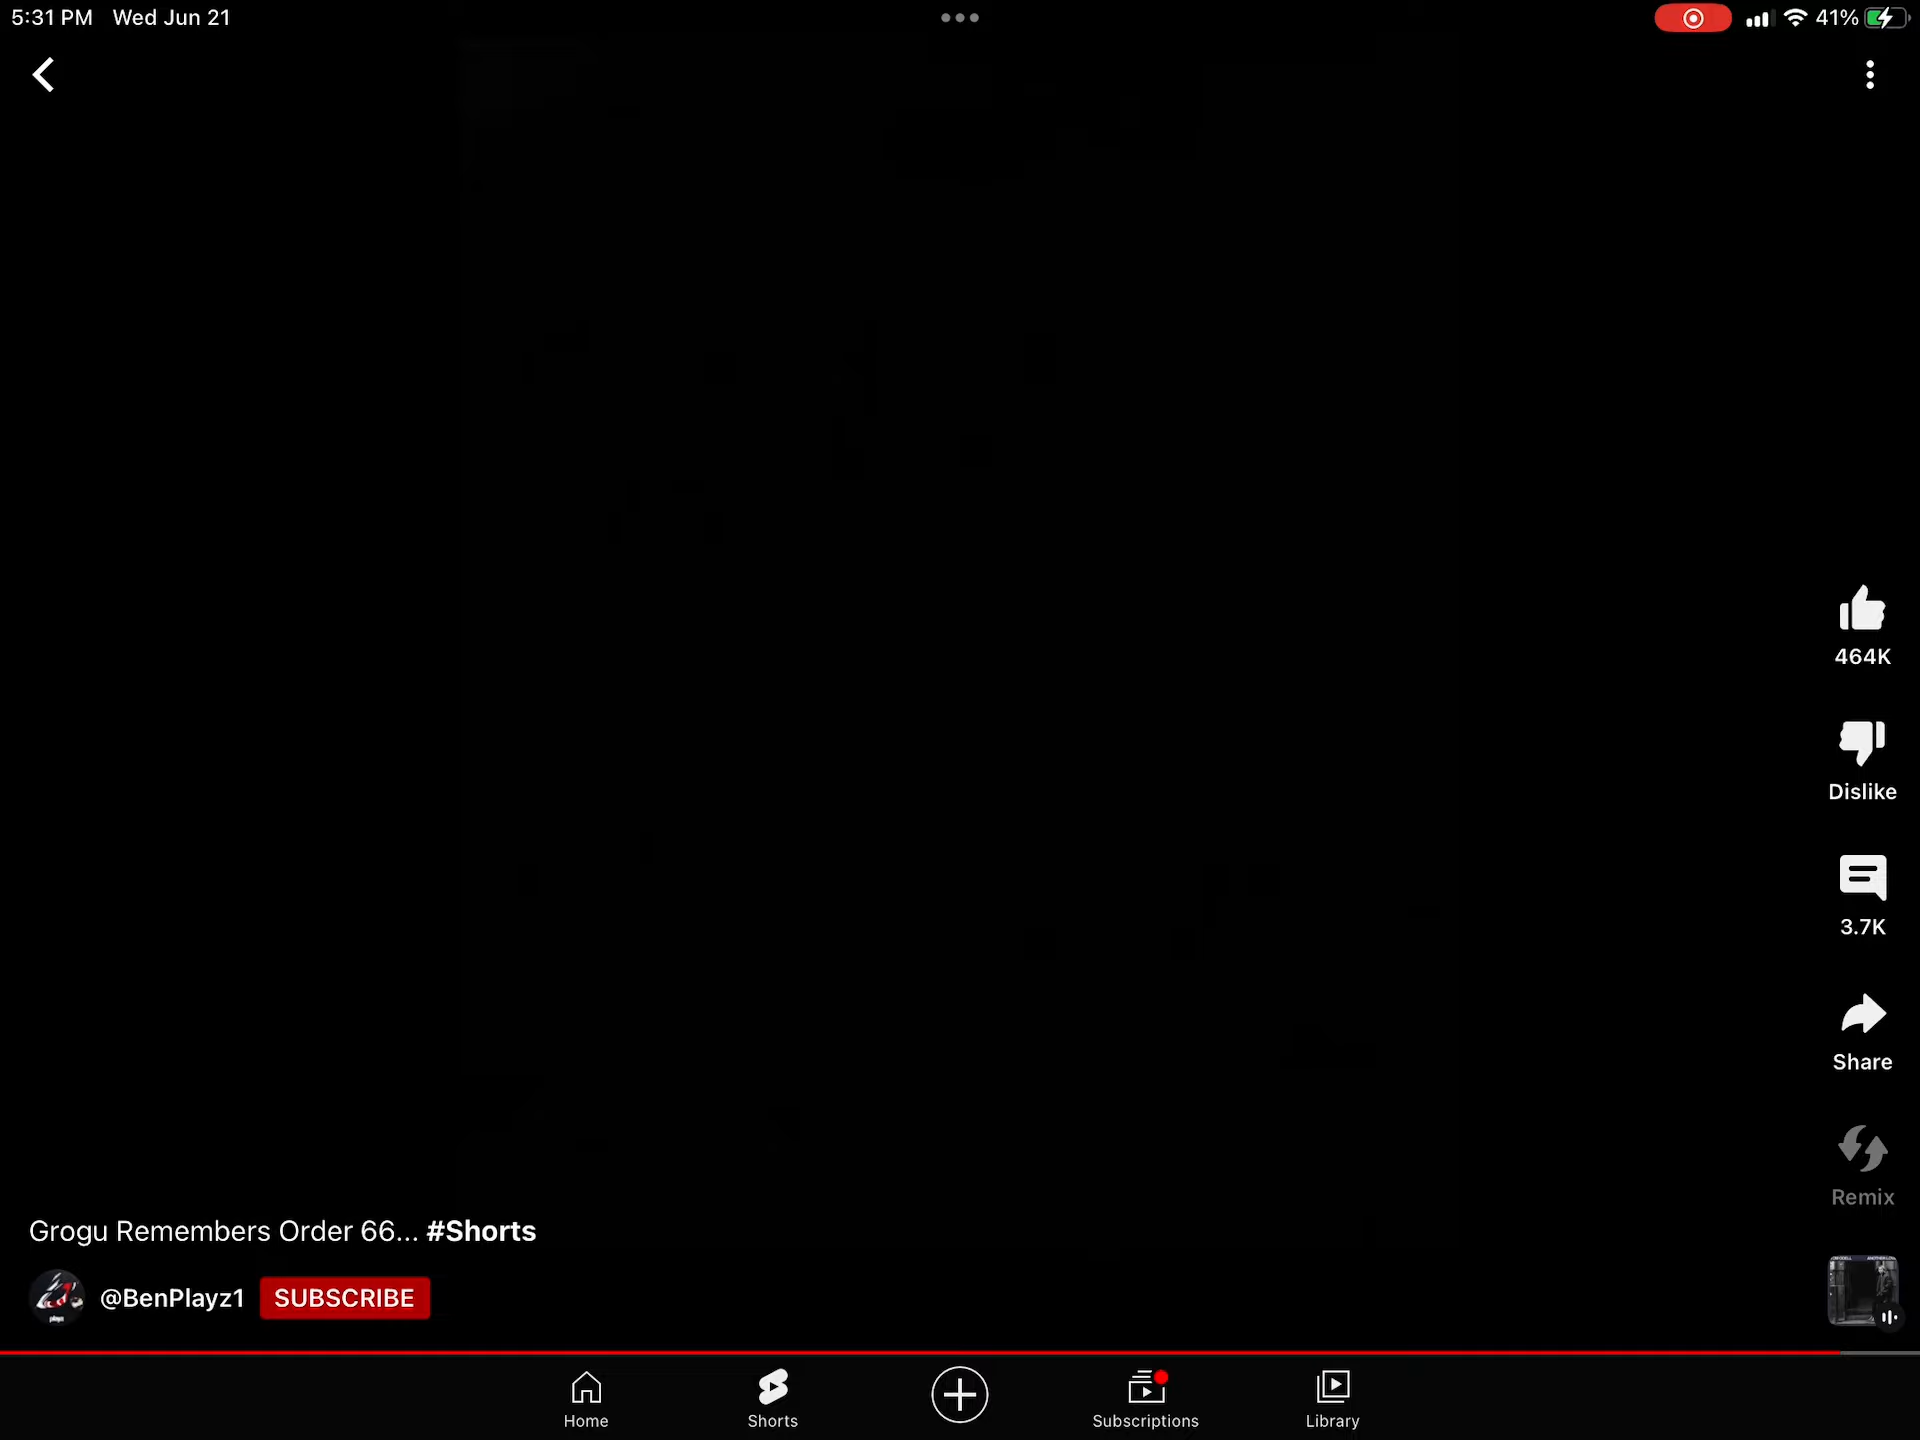 5:31 PM Wed Jun 21
41%
464K
Dislike
3.7K
Share
Remix
Grogu Remembers Order 66... #Shorts
@BenPlayz1 SUBSCRIBE
Home Shorts Subscriptions Library